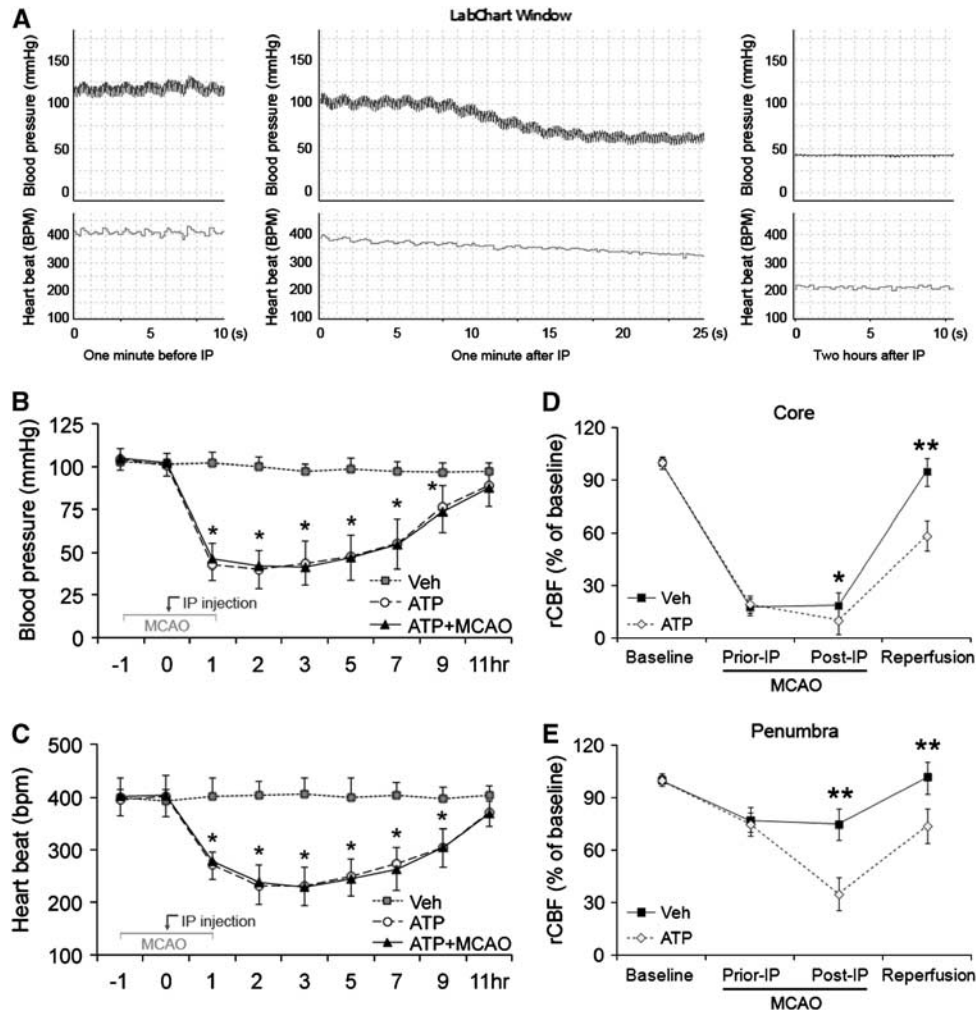 A
LabChart Window
Blood pressure (mmHg)
150
100
50
0
Heart beat (BPM)
400
300
200
100
0 5 10 (s)
One minute before IP
Blood pressure (mmHg)
150
100
50
0
Heart beat (BPM)
400
300
200
100
0 5 10 15 20 25 (s)
One minute after IP
Blood pressure (mmHg)
150
100
50
0
Heart beat (BPM)
400
300
200
100
0 5 10 (s)
Two hours after IP
B
Blood pressure (mmHg)
125
100
75
50
25
0
* * * * * *
IP injection
MCAO
Veh
ATP
ATP+MCAO
-1 0 1 2 3 5 7 9 11hr
C
Heart beat (bpm)
500
400
300
200
100
* * * * * *
IP injection
MCAO
Veh
ATP
ATP+MCAO
-1 0 1 2 3 5 7 9 11hr
D
Core
rCBF (% of baseline)
120
90
60
30
0
*
**
Veh
ATP
Baseline Prior-IP Post-IP Reperfusion
MCAO
E
Penumbra
rCBF (% of baseline)
120
90
60
30
0
**
**
Veh
ATP
Baseline Prior-IP Post-IP Reperfusion
MCAO